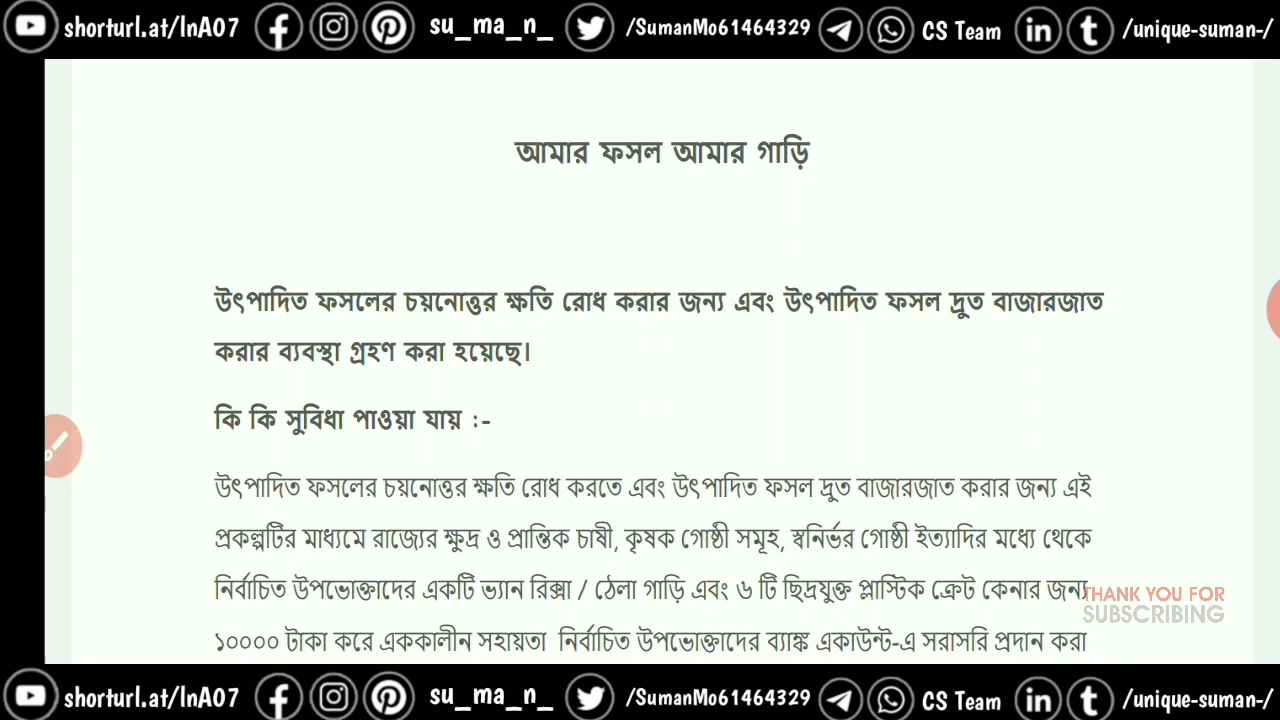 shorturl.at/lnA07 su_ma_n_ /SumanMo61464329 CS Team /unique-suman-/
আমার ফসল আমার গাড়ি
উৎপাদিত ফসলের চয়নোত্তর ক্ষতি রোধ করার জন্য এবং উৎপাদিত ফসল দ্রুত বাজারজাত
করার ব্যবস্থা গ্রহণ করা হয়েছে।
কি কি সুবিধা পাওয়া যায় :-
উৎপাদিত ফসলের চয়নোত্তর ক্ষতি রোধ করতে এবং উৎপাদিত ফসল দ্রুত বাজারজাত করার জন্য এই
প্রকল্পটির মাধ্যমে রাজ্যের ক্ষুদ্র ও প্রান্তিক চাষী, কৃষক গোষ্ঠী সমূহ, স্বনির্ভর গোষ্ঠী ইত্যাদির মধ্যে থেকে
নির্বাচিত উপভোক্তাদের একটি ভ্যান রিক্সা / ঠেলা গাড়ি এবং ৬ টি ছিদ্রযুক্ত প্লাস্টিক ক্রেট কেনার জন্য
THANK YOU FOR
SUBSCRIBING
১০০০০ টাকা করে এককালীন সহায়তা নির্বাচিত উপভোক্তাদের ব্যাঙ্ক একাউন্ট-এ সরাসরি প্রদান করা
shorturl.at/lnA07 su_ma_n_ /SumanMo61464329 CS Team /unique-suman-/